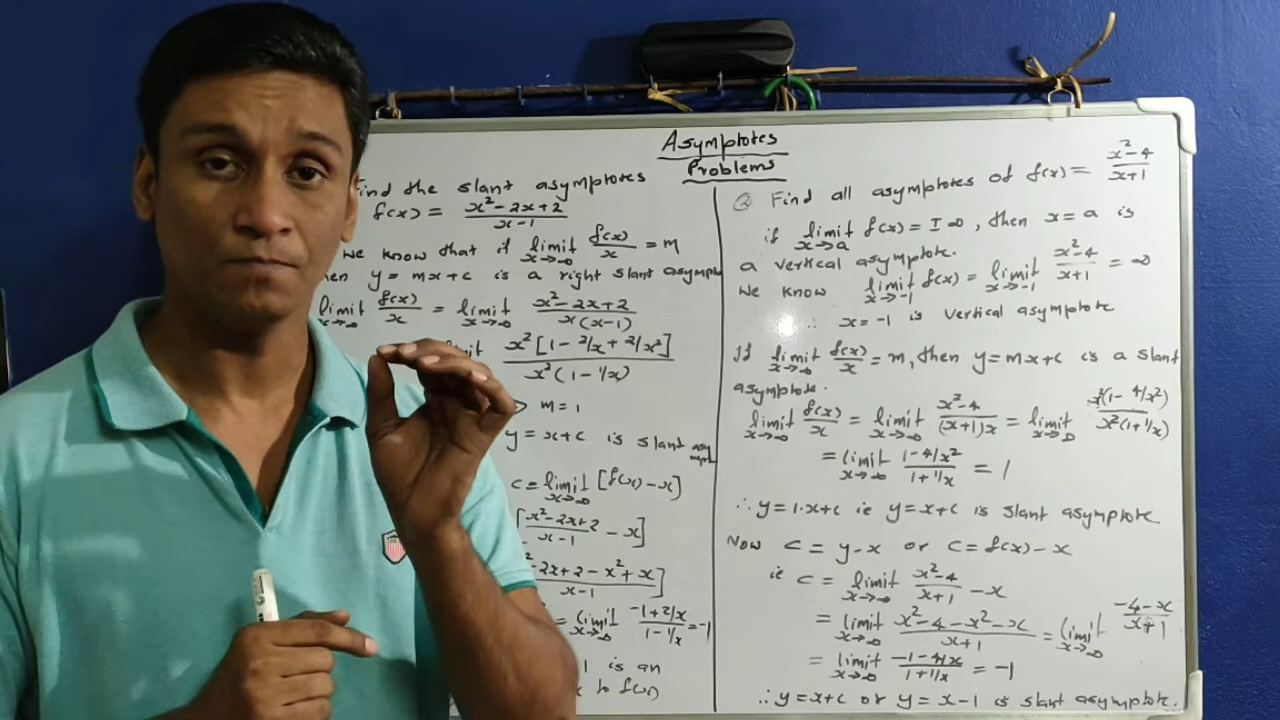 Asymptotes
Problems
Find the slant asymptotes
f(x) = (x²-2x+2)/(x-1)
We know that if limit x→∞ f(x)/x = m
then y = mx+c is a right slant asympt
limit x→∞ f(x)/x = limit x→∞ (x²-2x+2)/(x(x-1))
x²[1-2/x+2/x²]/(x²(1-1/x))
m=1
y=x+c is slant asympt
c=limit x→∞ [f(x)-x]
[(x²-2x+2)/(x-1) - x]
-2x+2-x²+x]/(x-1)
= limit x→∞ (-1+2/x)/(1-1/x) = -1
1 is an
to f(x)
② Find all asymptotes of f(x) = (x²-4)/(x+1)
if limit x→a f(x) = I∞, then x=a is
a vertical asymptote.
We know limit x→-1 f(x) = limit x→-1 (x²-4)/(x+1) = ∞
∴ x=-1 is vertical asymptote
If limit x→∞ f(x)/x = m, then y=mx+c is a slant
asymptote.
limit x→∞ f(x)/x = limit x→∞ (x²-4)/((x+1)x) = limit x→∞ x²(1-4/x²)/(x²(1+1/x))
= limit x→∞ (1-4/x²)/(1+1/x) = 1
∴ y=1·x+c ie y=x+c is slant asymptote
Now c = y-x or c = f(x)-x
ie c = limit x→∞ (x²-4)/(x+1) - x
= limit x→∞ (x²-4-x²-x)/(x+1) = limit x→∞ (-4-x)/(x+1)
= limit x→∞ (-1-4/x)/(1+1/x) = -1
∴ y=x+c or y=x-1 is slant asymptote.